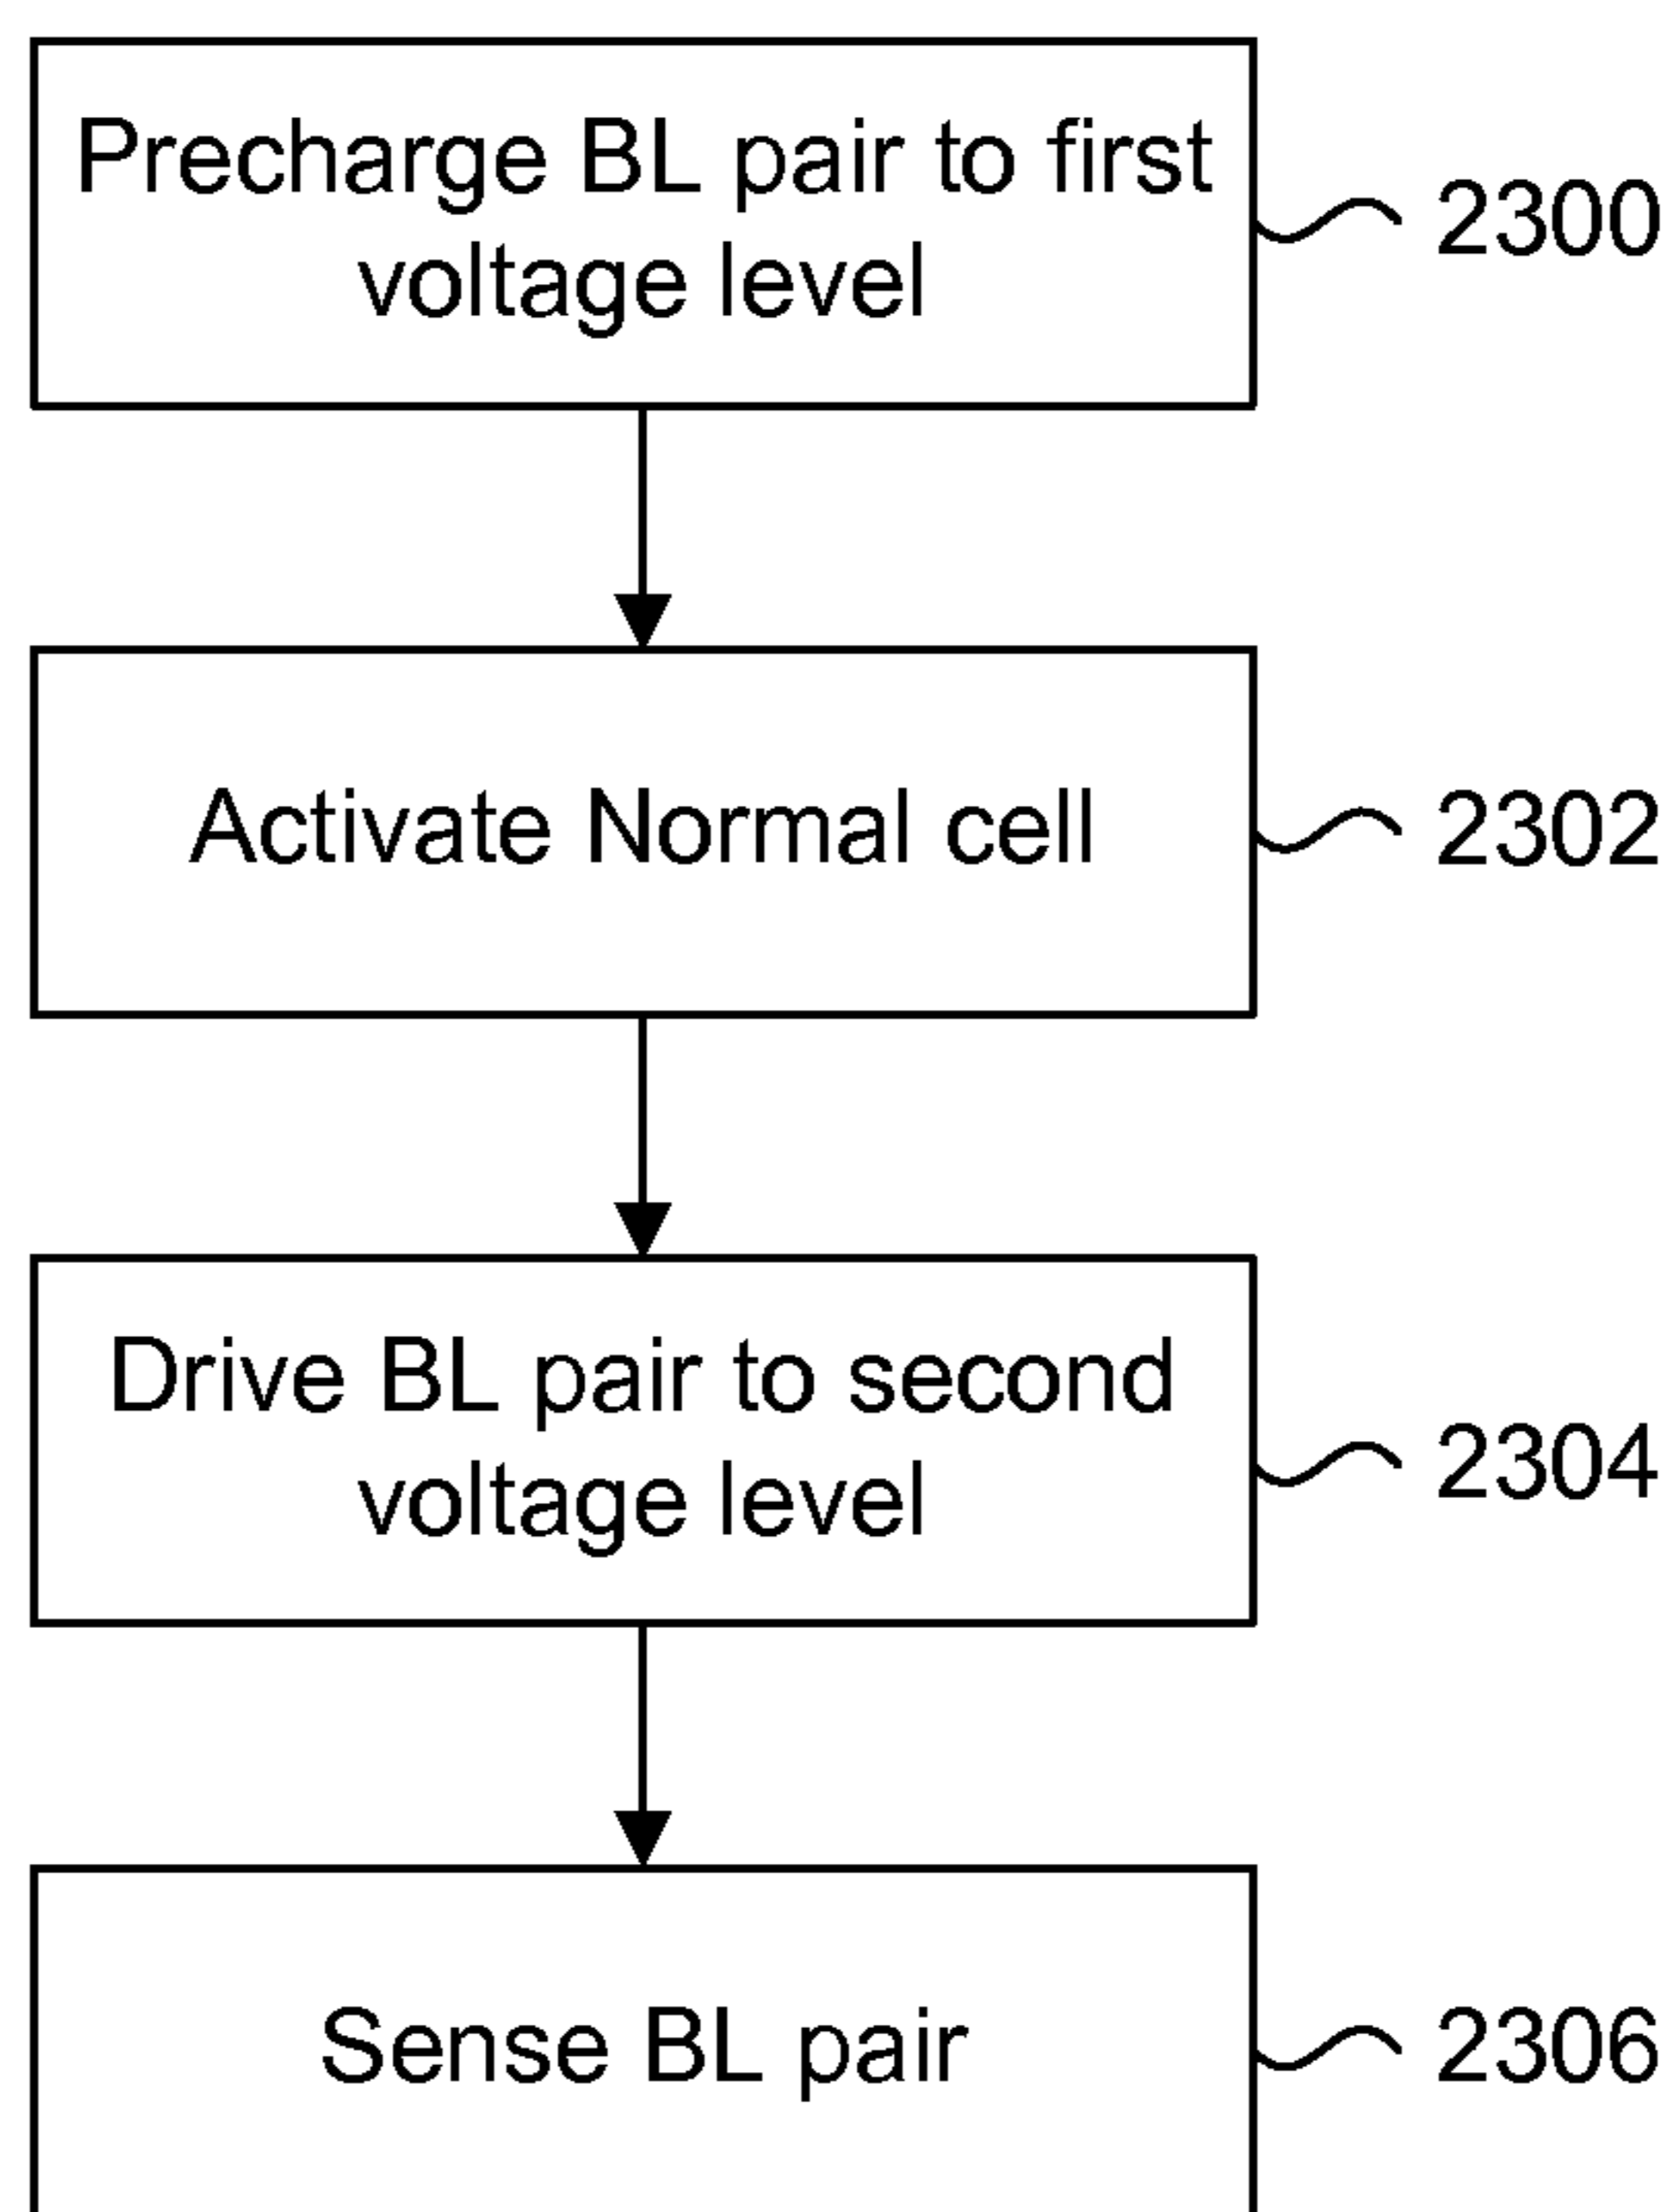 Precharge BL pair to first
voltage level
2300
Activate Normal cell
2302
Drive BL pair to second
voltage level
2304
Sense BL pair
2306